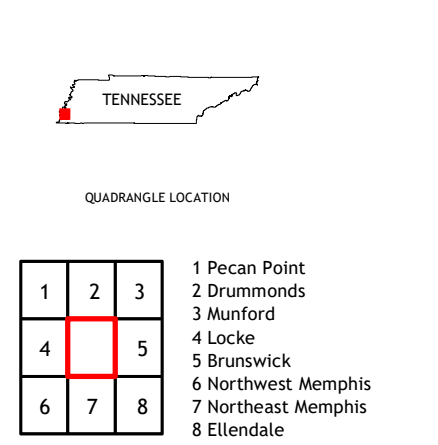 TENNESSEE
QUADRANGLE LOCATION
1 2 3
4 5
6 7 8
1 Pecan Point
2 Drummonds
3 Munford
4 Locke
5 Brunswick
6 Northwest Memphis
7 Northeast Memphis
8 Ellendale